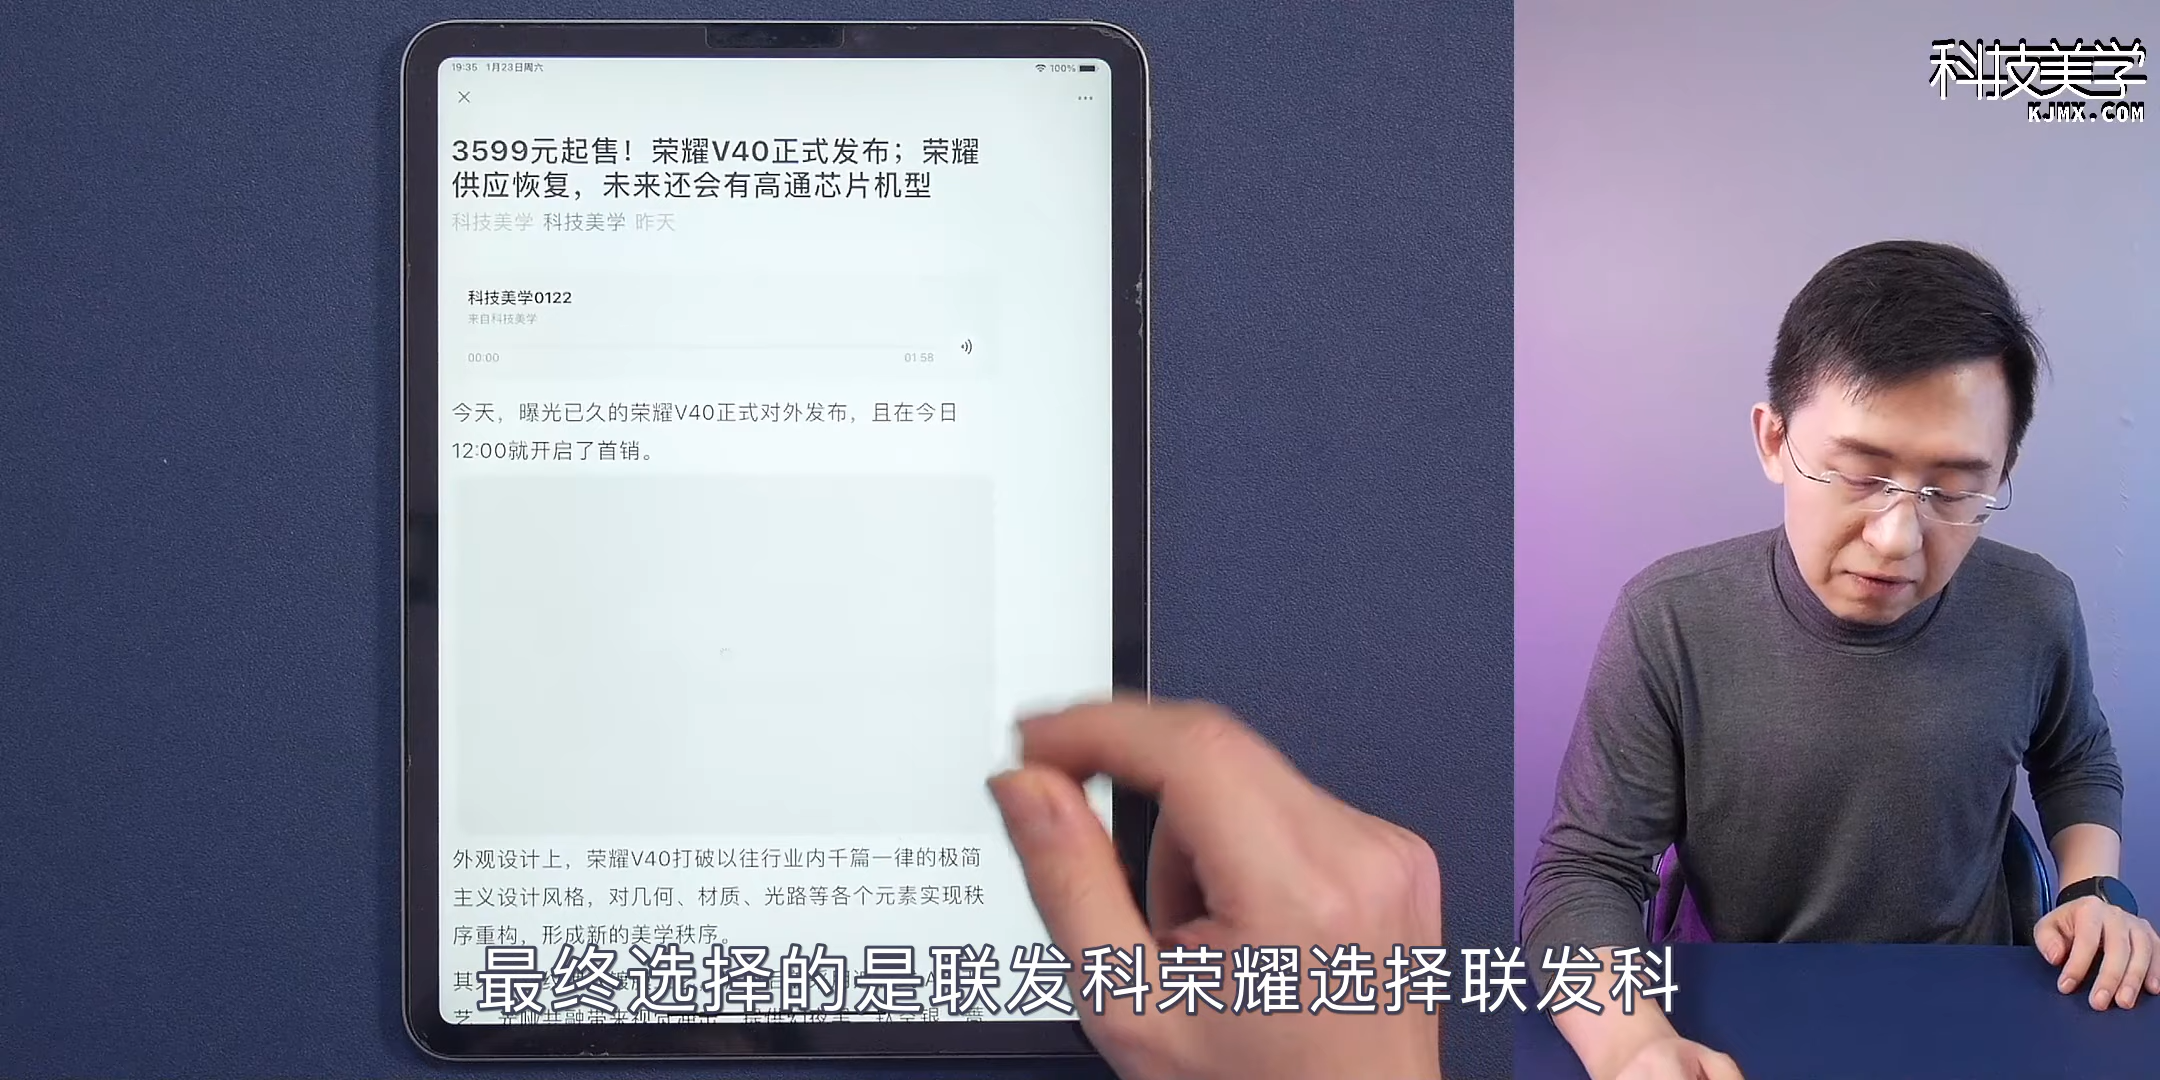 19:35 1月23日周六
100%
科技美学
KJMX.COM
3599元起售！荣耀V40正式发布；荣耀
供应恢复，未来还会有高通芯片机型
科技美学 科技美学 昨天
科技美学0122
来自科技美学
00:00
01:58
今天，曝光已久的荣耀V40正式对外发布，且在今日
12:00就开启了首销。
外观设计上，荣耀V40打破以往行业内千篇一律的极简
主义设计风格，对几何、材质、光路等各个元素实现秩
序重构，形成新的美学秩序。
其
最终选择的是联发科荣耀选择联发科